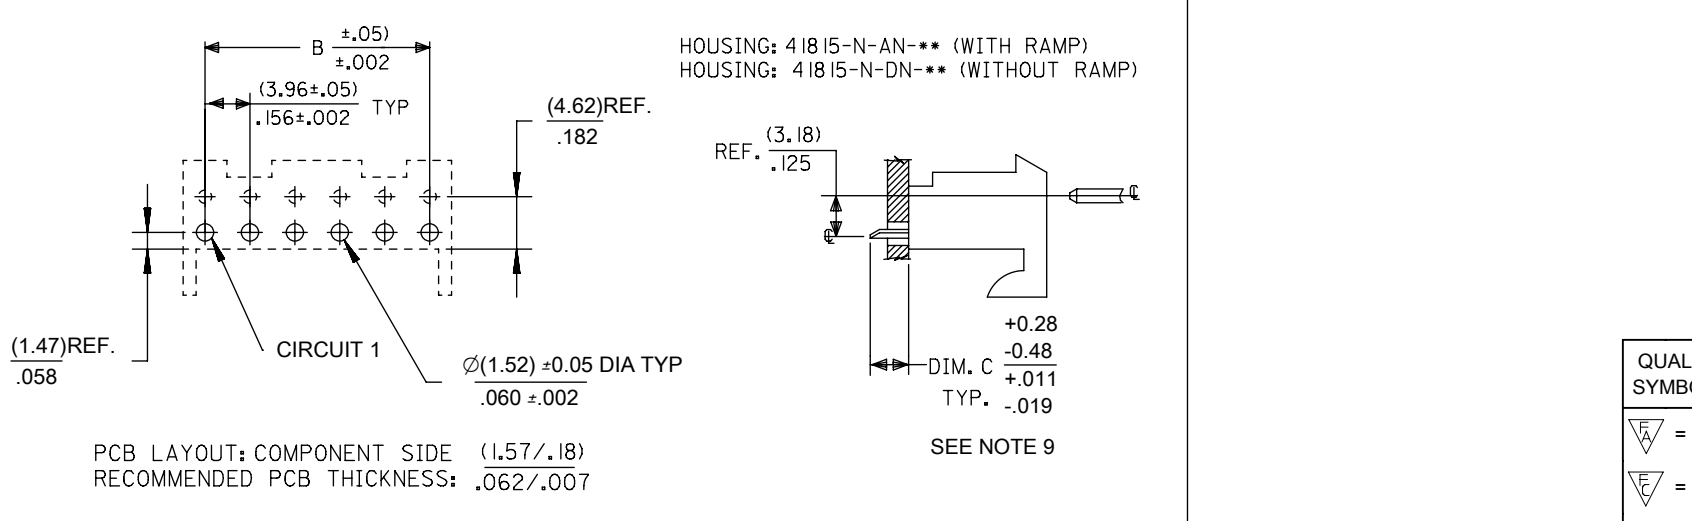 B ±.05)
±.002
(3.96±.05)
.156±.002 TYP
(4.62)REF.
.182
(1.47)REF.
.058
CIRCUIT 1
∅(1.52) ±0.05 DIA TYP
.060 ±.002
PCB LAYOUT: COMPONENT SIDE (1.57/.18)
RECOMMENDED PCB THICKNESS: .062/.007
HOUSING: 41815-N-AN-** (WITH RAMP)
HOUSING: 41815-N-DN-** (WITHOUT RAMP)
REF. (3.18)
.125
℄
℄
DIM. C
TYP.
+0.28
-0.48
+.011
-.019
SEE NOTE 9
QUAL
SYMB
FA =
FC =